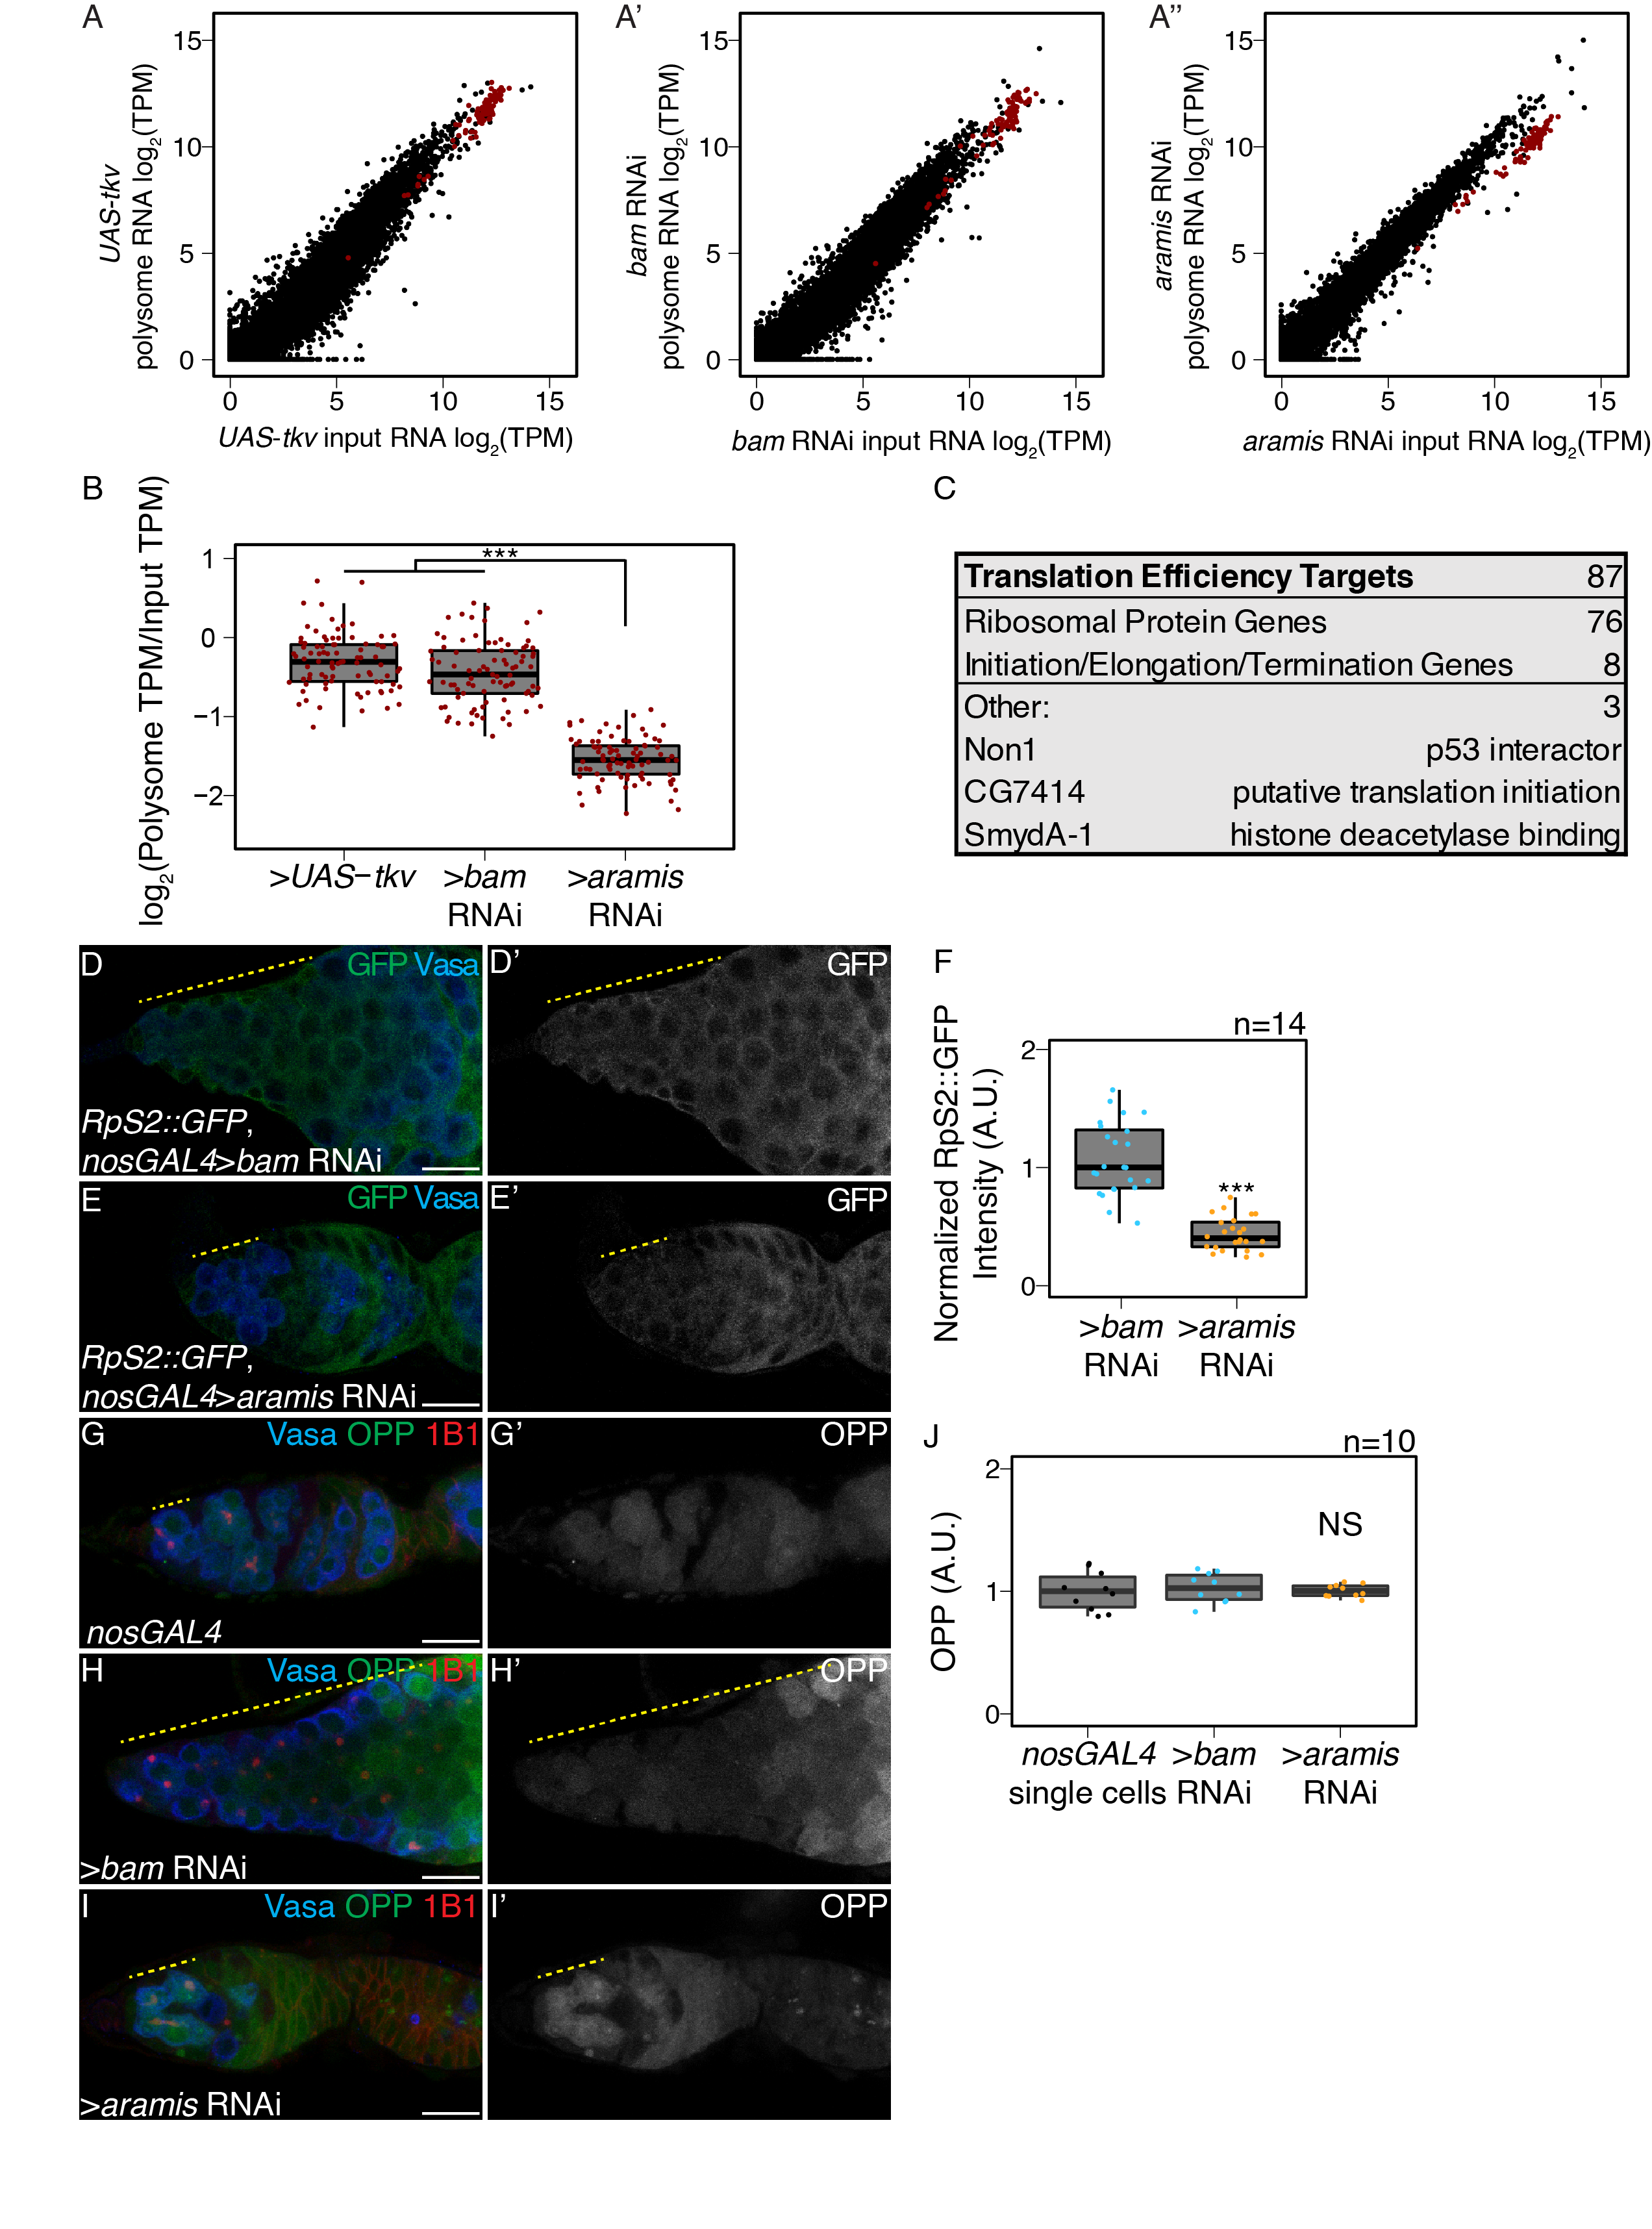 A
15
10
5
0
0 5 10 15
UAS-tkv
polysome RNA log2(TPM)
UAS-tkv input RNA log2(TPM)
A’
15
10
5
0
0 5 10 15
bam RNAi
polysome RNA log2(TPM)
bam RNAi input RNA log2(TPM)
A’’
15
10
5
0
0 5 10 15
aramis RNAi
polysome RNA log2(TPM)
aramis RNAi input RNA log2(TPM)
B
log2(Polysome TPM/Input TPM)
1
0
−1
−2
***
>UAS−tkv >bam RNAi >aramis RNAi
C
Translation Efficiency Targets 87
Ribosomal Protein Genes 76
Initiation/Elongation/Termination Genes 8
Other: 3
Non1 p53 interactor
CG7414 putative translation initiation
SmydA-1 histone deacetylase binding
D GFP Vasa
RpS2::GFP,
nosGAL4>bam RNAi
D’ GFP
E GFP Vasa
RpS2::GFP,
nosGAL4>aramis RNAi
E’ GFP
F
n=14
Normalized RpS2::GFP
Intensity (A.U.)
2
1
0
***
>bam >aramis
RNAi RNAi
G Vasa OPP 1B1
nosGAL4
G’ OPP
H Vasa OPP 1B1
>bam RNAi
H’ OPP
I Vasa OPP 1B1
>aramis RNAi
I’ OPP
J
n=10
OPP (A.U.)
2
1
0
NS
nosGAL4 >bam >aramis
single cells RNAi RNAi